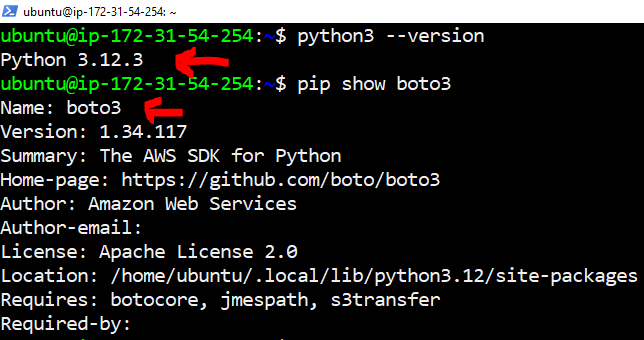 ubuntu@ip-172-31-54-254: ~
ubuntu@ip-172-31-54-254:~$ python3 --version
Python 3.12.3
ubuntu@ip-172-31-54-254:~$ pip show boto3
Name: boto3
Version: 1.34.117
Summary: The AWS SDK for Python
Home-page: https://github.com/boto/boto3
Author: Amazon Web Services
Author-email:
License: Apache License 2.0
Location: /home/ubuntu/.local/lib/python3.12/site-packages
Requires: botocore, jmespath, s3transfer
Required-by: